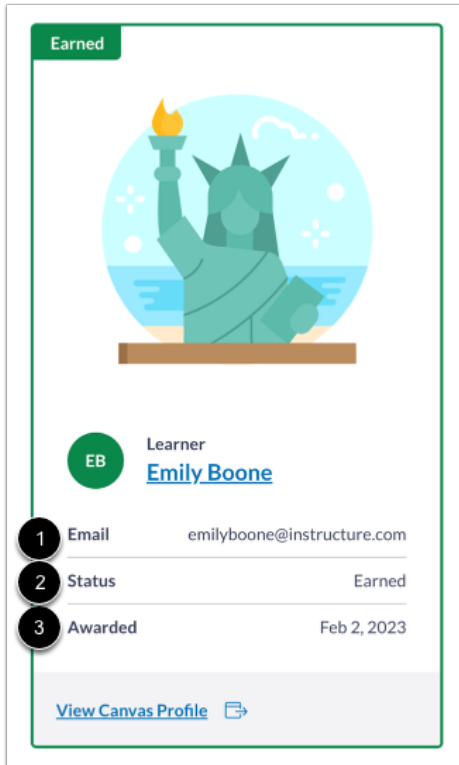 Earned
EB
Learner
Emily Boone
1 Email emilyboone@instructure.com
2 Status Earned
3 Awarded Feb 2, 2023
View Canvas Profile